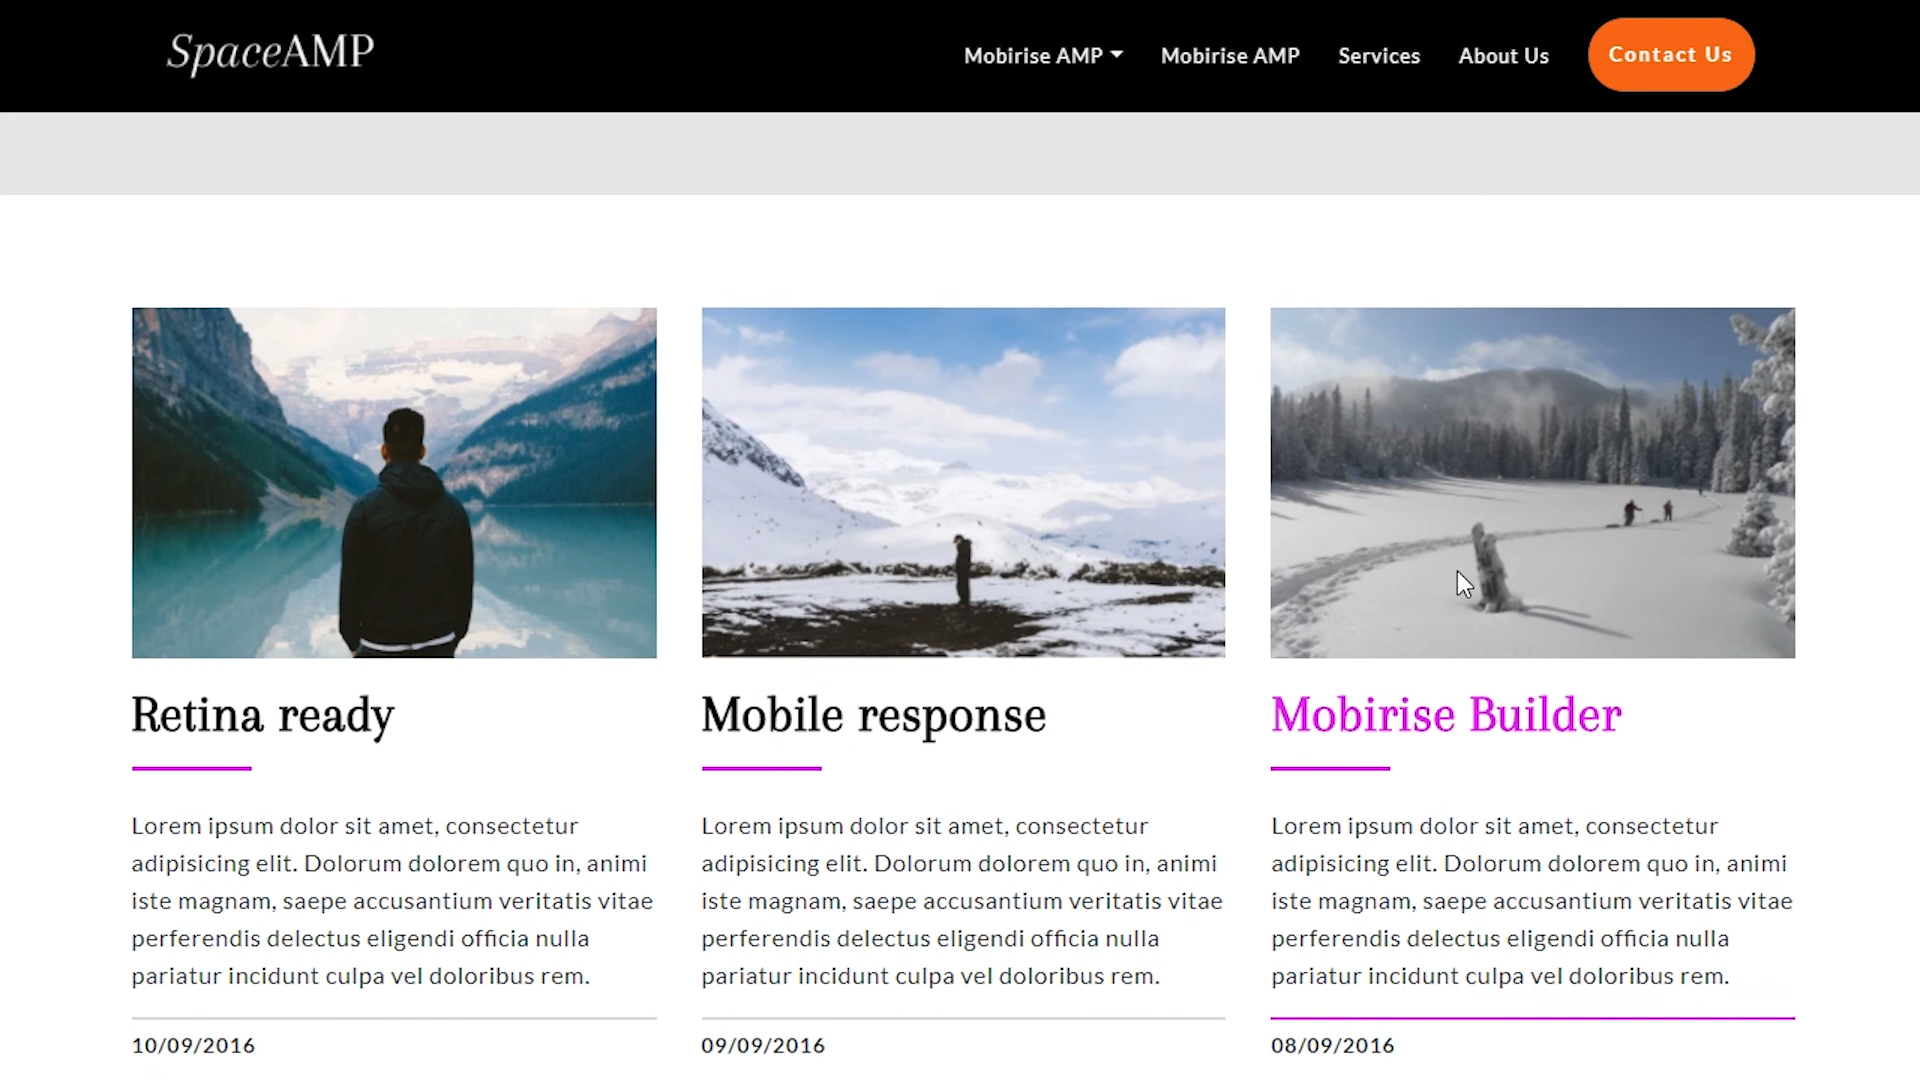 SpaceAMP
Mobirise AMP
Mobirise AMP
Services
About Us
Contact Us
Retina ready
Lorem ipsum dolor sit amet, consectetur
adipisicing elit. Dolorum dolorem quo in, animi
iste magnam, saepe accusantium veritatis vitae
perferendis delectus eligendi officia nulla
pariatur incidunt culpa vel doloribus rem.
10/09/2016
Mobile response
Lorem ipsum dolor sit amet, consectetur
adipisicing elit. Dolorum dolorem quo in, animi
iste magnam, saepe accusantium veritatis vitae
perferendis delectus eligendi officia nulla
pariatur incidunt culpa vel doloribus rem.
09/09/2016
Mobirise Builder
Lorem ipsum dolor sit amet, consectetur
adipisicing elit. Dolorum dolorem quo in, animi
iste magnam, saepe accusantium veritatis vitae
perferendis delectus eligendi officia nulla
pariatur incidunt culpa vel doloribus rem.
08/09/2016